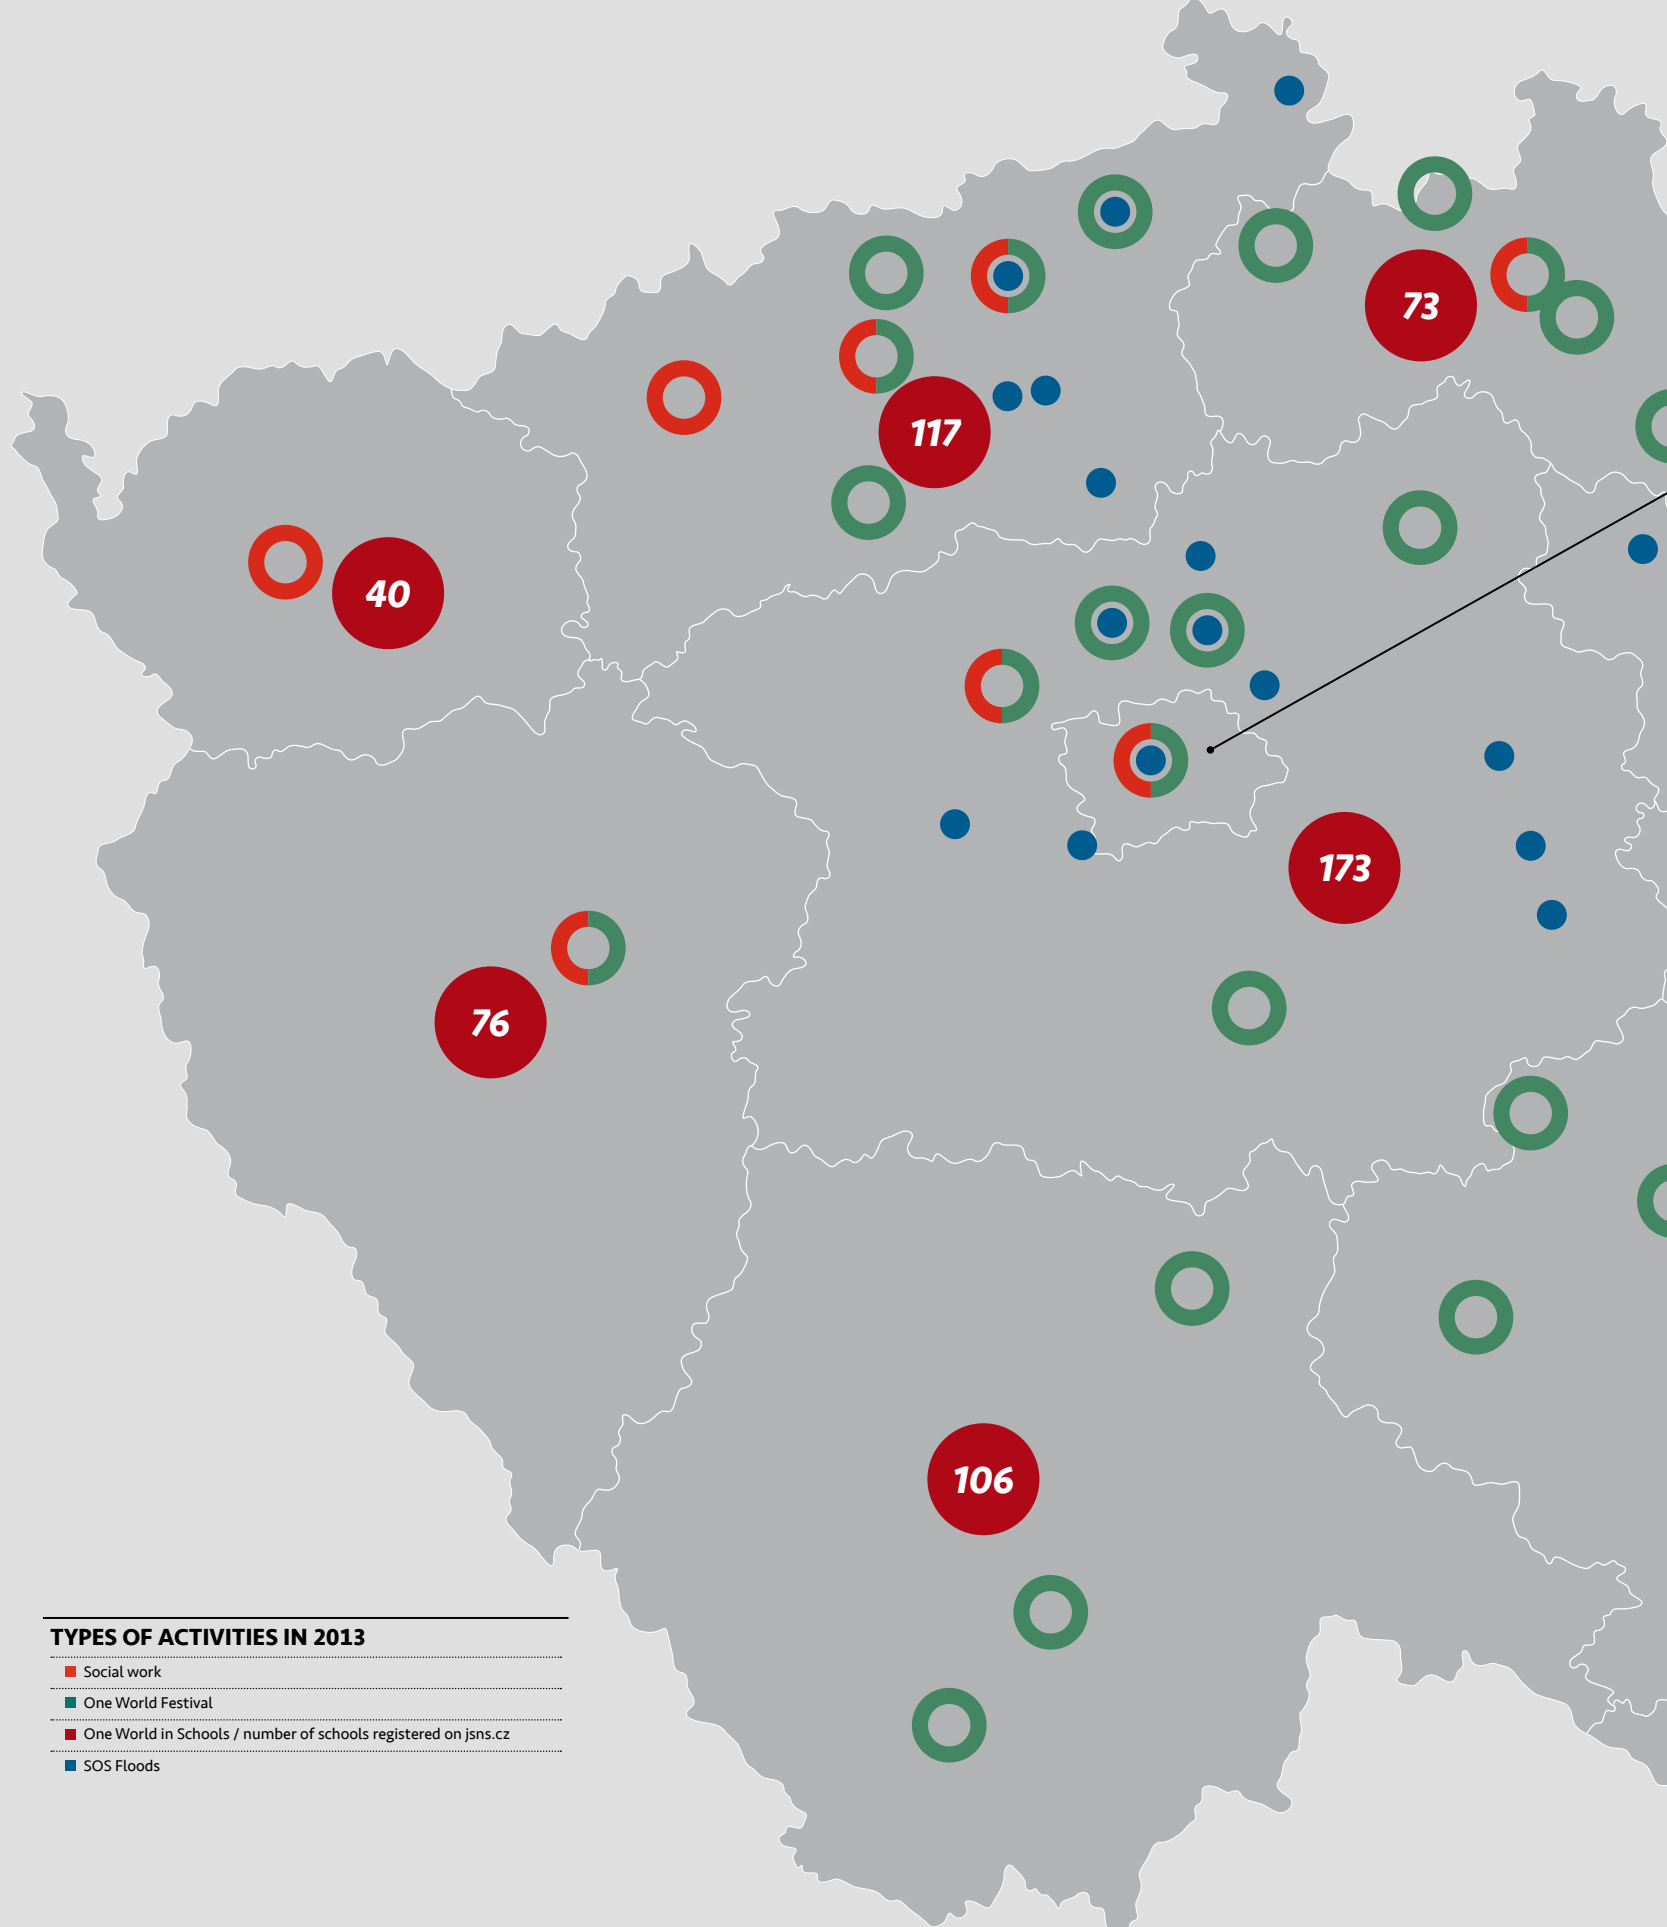 73
117
40
173
76
106
TYPES OF ACTIVITIES IN 2013
Social work
One World Festival
One World in Schools / number of schools registered on jsns.cz
SOS Floods